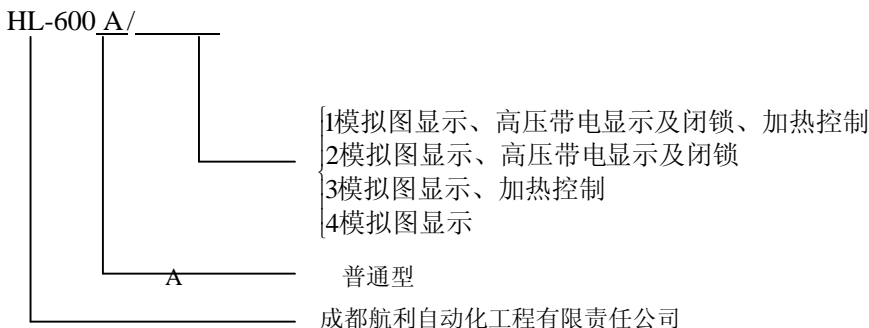 HL-600 A/
1模拟图显示、高压带电显示及闭锁、加热控制
2模拟图显示、高压带电显示及闭锁
3模拟图显示、加热控制
4模拟图显示
A 普通型
成都航利自动化工程有限责任公司